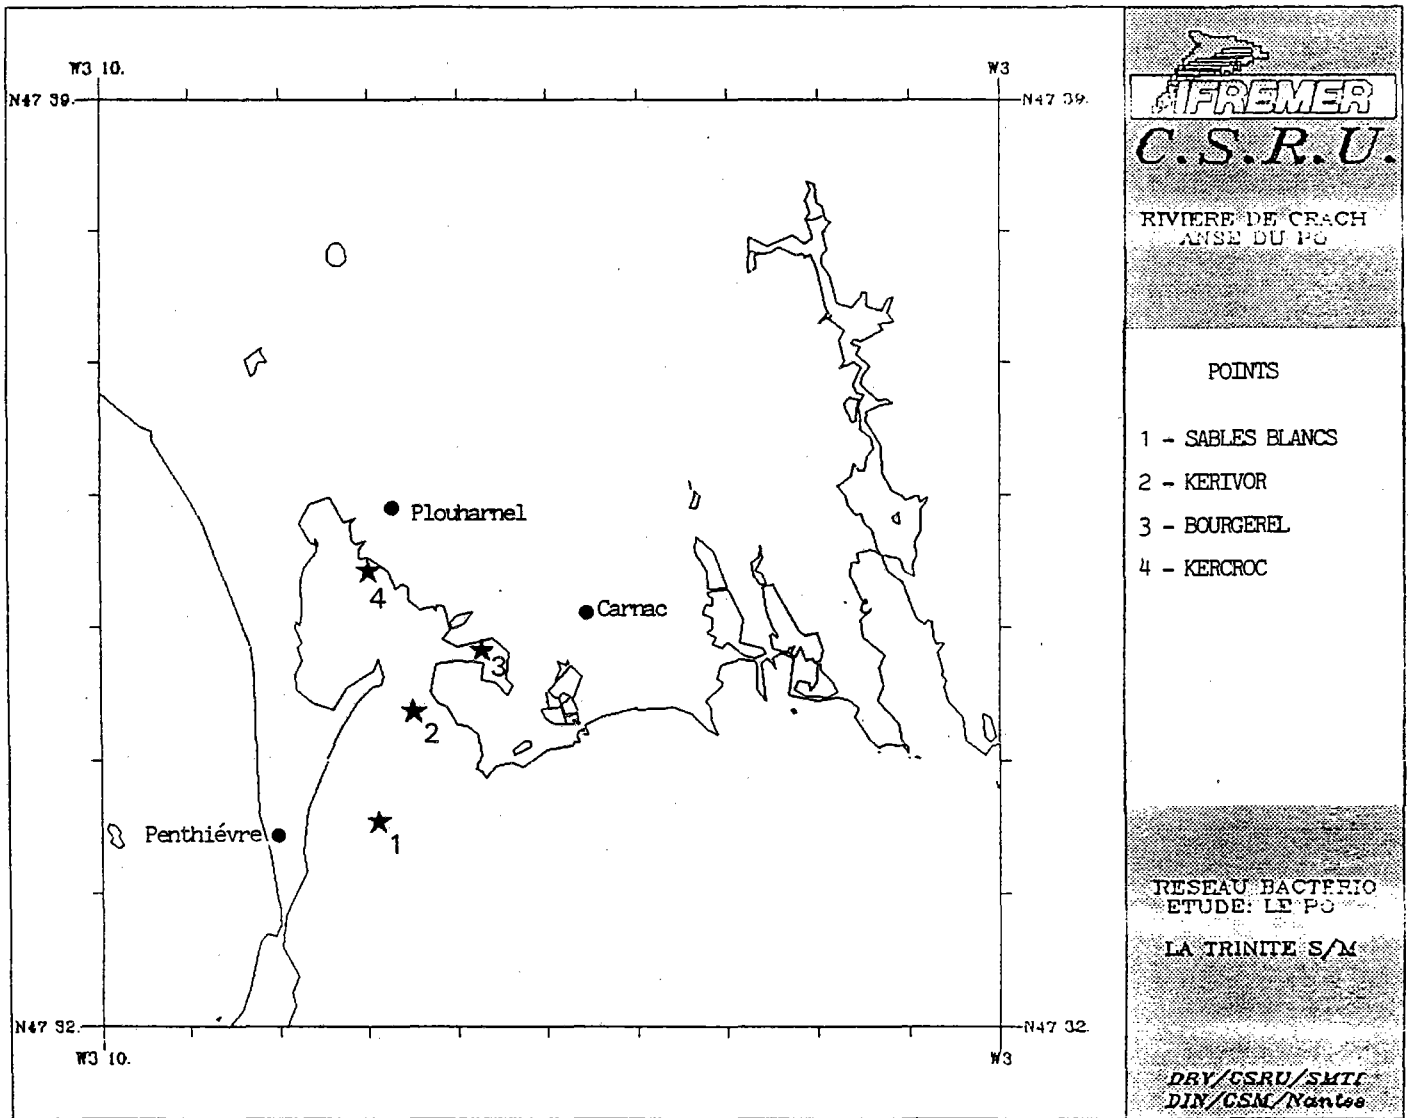 W3 10.
W3
N47 39.
N47 39.
Plouharnel
4
Carnac
3
2
Penthiévre
1
N47 32.
N47 32.
W3 10.
W3
IFREMER
C.S.R.U.
RIVIERE DE CRACH
ANSE DU PO
POINTS
1 - SABLES BLANCS
2 - KERIVOR
3 - BOURGEREL
4 - KERCROC
RESEAU BACTERIO
ETUDE: LE PO
LA TRINITE S/M
DRV/CSRU/SMTI
DIN/CSM/Nantes